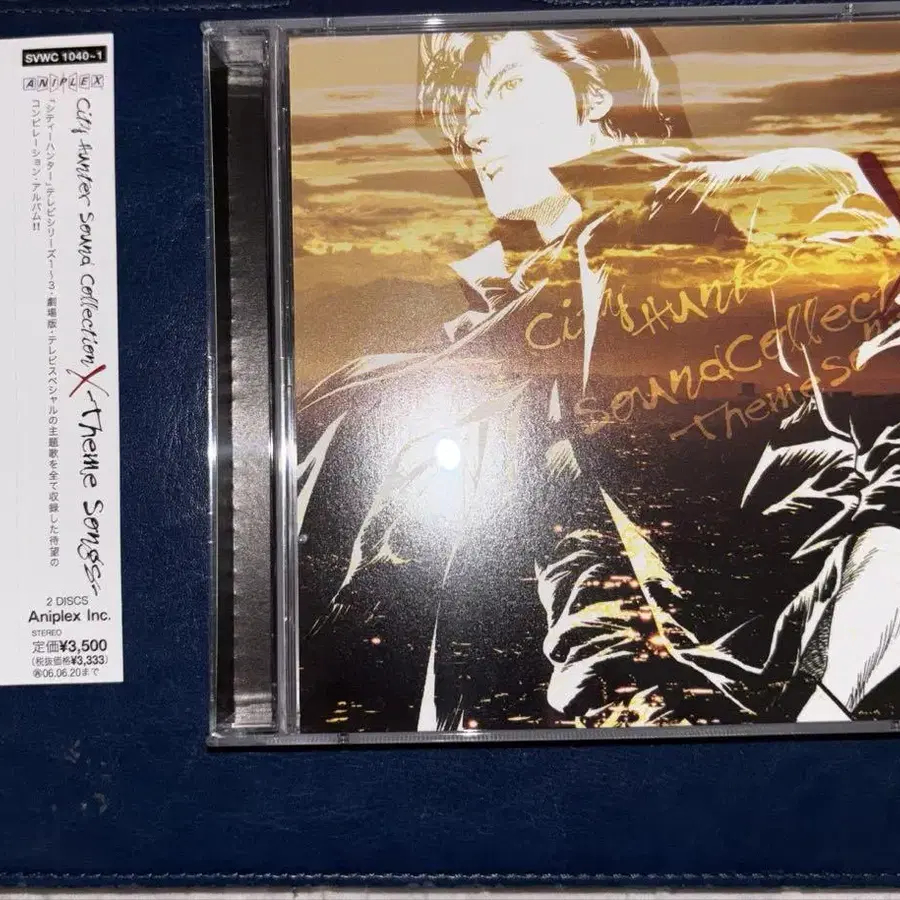 SVWC 1040~1
ANIPLEX
City Hunter Sound Collection X -Theme Songs-
「シティーハンター」テレビシリーズ1~3・劇場版・テレビスペシャルの主題歌を全て収録した待望の
コンピレーション・アルバム!!
2 DISCS
Aniplex Inc.
STEREO
定価¥3,500
(税抜価格¥3,333)
06.06.20まで
City Hunter
Sound Collect
Theme Son